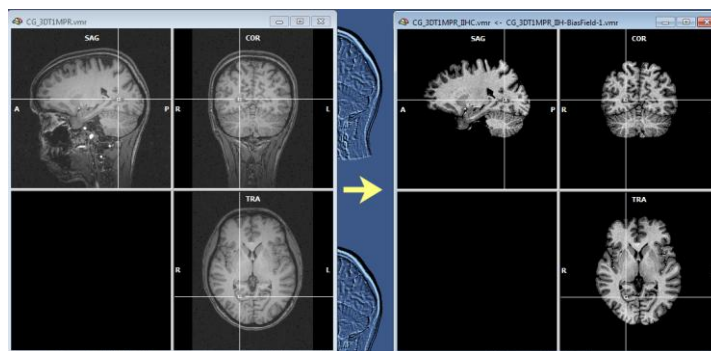 CG_3DT1MPR.vmr
SAG
COR
A
P
R
L
TRA
R
L
CG_3DT1MPR_IIHC.vmr <- CG_3DT1MPR_IIH-BiasField-1.vmr
SAG
COR
A
P
R
TRA
R